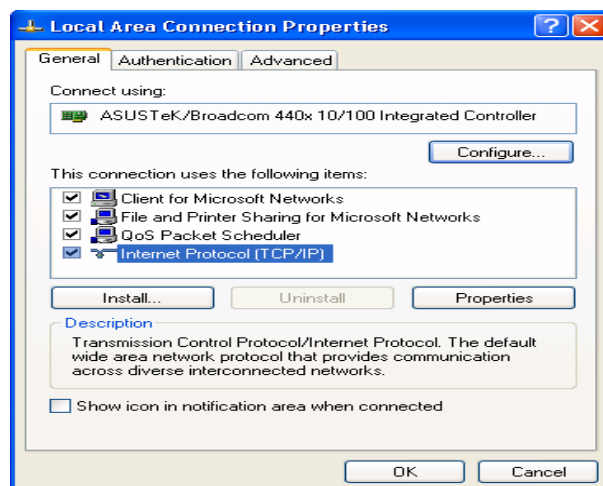 Local Area Connection Properties
General Authentication Advanced
Connect using:
ASUSTeK/Broadcom 440x 10/100 Integrated Controller
Configure...
This connection uses the following items:
Client for Microsoft Networks
File and Printer Sharing for Microsoft Networks
QoS Packet Scheduler
Internet Protocol (TCP/IP)
Install... Uninstall Properties
Description
Transmission Control Protocol/Internet Protocol. The default
wide area network protocol that provides communication
across diverse interconnected networks.
Show icon in notification area when connected
OK Cancel